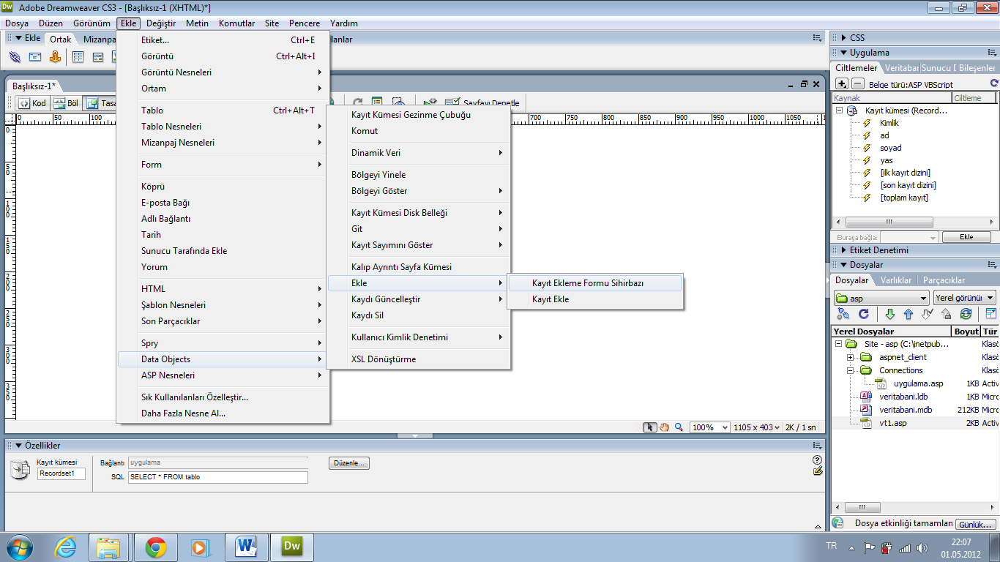 Adobe Dreamweaver CS3 - [Başlıksız-1 (XHTML)*]
Dosya Düzen Görünüm Ekle Değiştir Metin Komutlar Site Pencere Yardım
Ekle Ortak Mizanpa
Başlıksız-1*
Kod Böl Tasa
Sayfayı Denetle
0 50 100 700 750 800 850 900 950 1000 1050
Etiket... Ctrl+E
Görüntü Ctrl+Alt+I
Görüntü Nesneleri
Ortam
Tablo Ctrl+Alt+T
Tablo Nesneleri
Mizanpaj Nesneleri
Form
Köprü
E-posta Bağı
Adlı Bağlantı
Tarih
Sunucu Tarafında Ekle
Yorum
HTML
Şablon Nesneleri
Son Parçacıklar
Spry
Data Objects
ASP Nesneleri
Sık Kullanılanları Özelleştir...
Daha Fazla Nesne Al...
Kayıt Kümesi Gezinme Çubuğu
Komut
Dinamik Veri
Bölgeyi Yinele
Bölgeyi Göster
Kayıt Kümesi Disk Belleği
Git
Kayıt Sayımını Göster
Kalıp Ayrıntı Sayfa Kümesi
Ekle
Kaydı Güncelleştir
Kaydı Sil
Kullanıcı Kimlik Denetimi
XSL Dönüştürme
Kayıt Ekleme Formu Sihirbazı
Kayıt Ekle
100% 1105 x 403 2K / 1 sn
Özellikler
Kayıt kümesi
Recordset1
Bağlantı uygulama
Düzenle...
SQL SELECT * FROM tablo
CSS
Uygulama
Ciltlemeler Veritabar Sunucu Bileşenler
Belge türü:ASP VBScript
Kaynak Ciltleme
Kayıt kümesi (Record...
Kimlik
ad
soyad
yas
[ilk kayıt dizini]
[son kayıt dizini]
[toplam kayıt]
Buraya bağla: Ekle
Etiket Denetimi
Dosyalar
Dosyalar Varlıklar Parçacıklar
asp Yerel görünü
Yerel Dosyalar Boyut Tür
Site - asp (C:\inetpub... Klasö
aspnet_client Klasö
Connections Klasö
uygulama.asp 1KB Activ
veritabani.ldb 1KB Micro
veritabani.mdb 212KB Micro
vt1.asp 2KB Activ
Dosya etkinliği tamamlan Günlük...
TR
22:07
01.05.2012